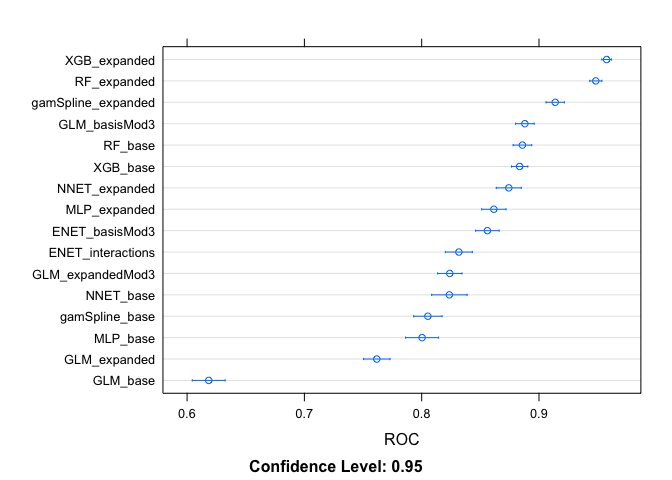 XGB_expanded
RF_expanded
gamSpline_expanded
GLM_basisMod3
RF_base
XGB_base
NNET_expanded
MLP_expanded
ENET_basisMod3
ENET_interactions
GLM_expandedMod3
NNET_base
gamSpline_base
MLP_base
GLM_expanded
GLM_base
0.6 0.7 0.8 0.9
ROC
Confidence Level: 0.95